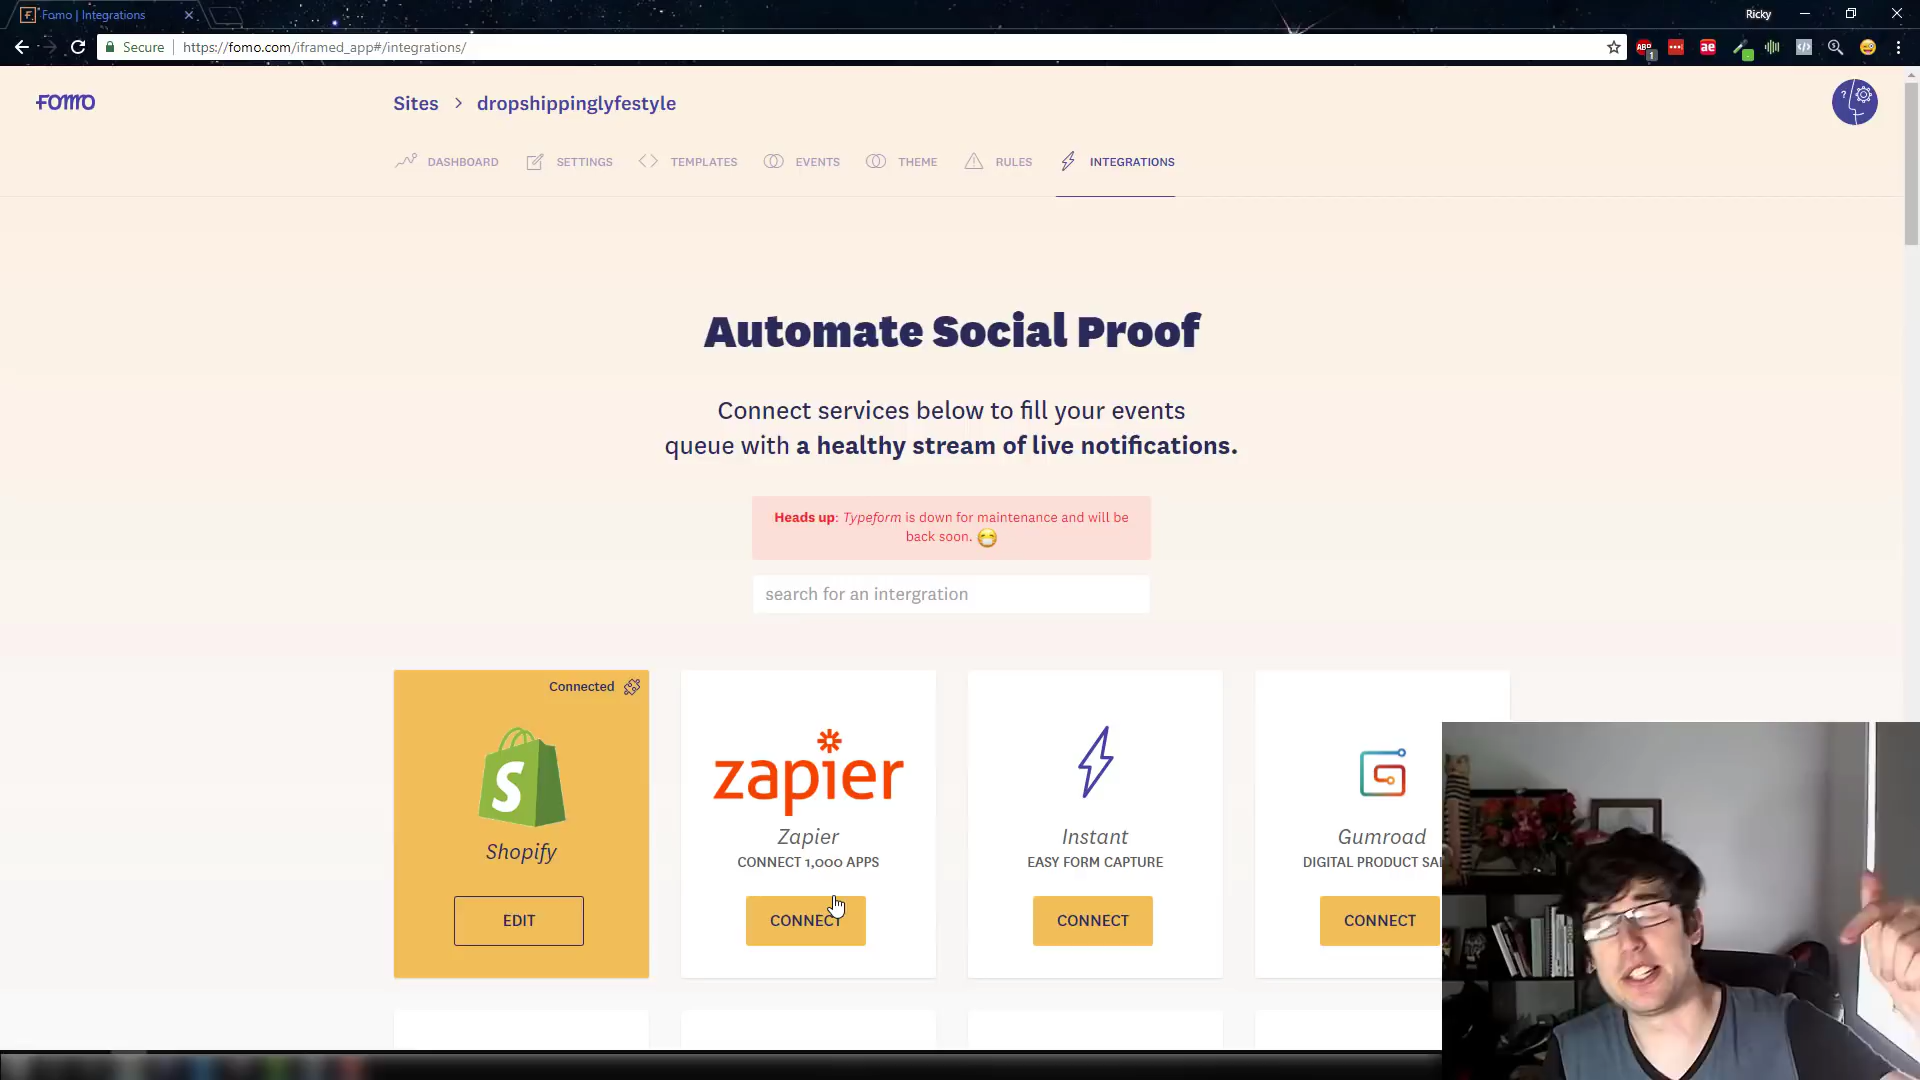 Fomo | Integrations
Ricky
Secure
https://fomo.com/iframed_app#/integrations/
ABP
1
ae
FOMO
Sites > dropshippinglyfestyle
?
DASHBOARD SETTINGS TEMPLATES EVENTS THEME RULES INTEGRATIONS
Automate Social Proof
Connect services below to fill your events
queue with a healthy stream of live notifications.
Heads up: Typeform is down for maintenance and will be
back soon.
search for an intergration
Connected
S
Shopify
EDIT
zapier
Zapier
CONNECT 1,000 APPS
CONNECT
Instant
EASY FORM CAPTURE
CONNECT
G
Gumroad
DIGITAL PRODUCT SA
CONNECT